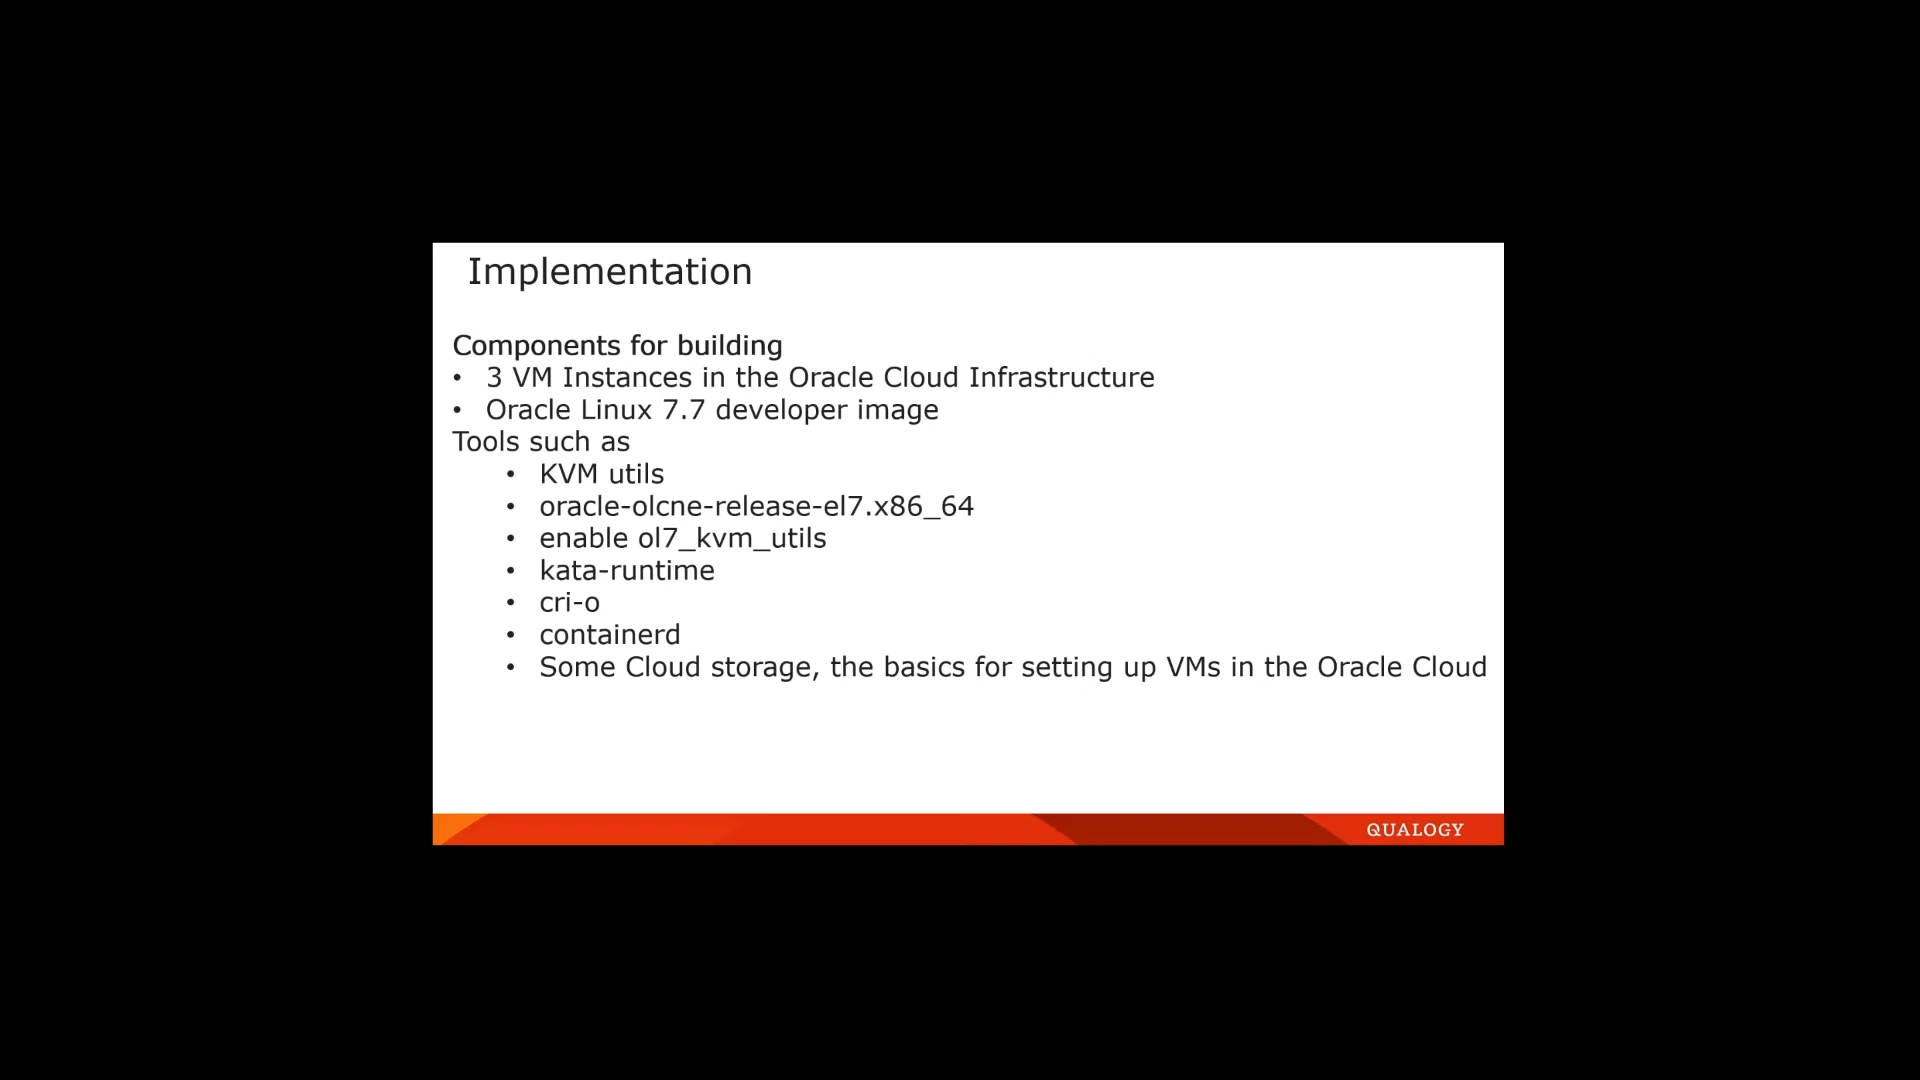 Implementation
Components for building
• 3 VM Instances in the Oracle Cloud Infrastructure
• Oracle Linux 7.7 developer image
Tools such as
• KVM utils
• oracle-olcne-release-el7.x86_64
• enable ol7_kvm_utils
• kata-runtime
• cri-o
• containerd
• Some Cloud storage, the basics for setting up VMs in the Oracle Cloud
QUALOGY